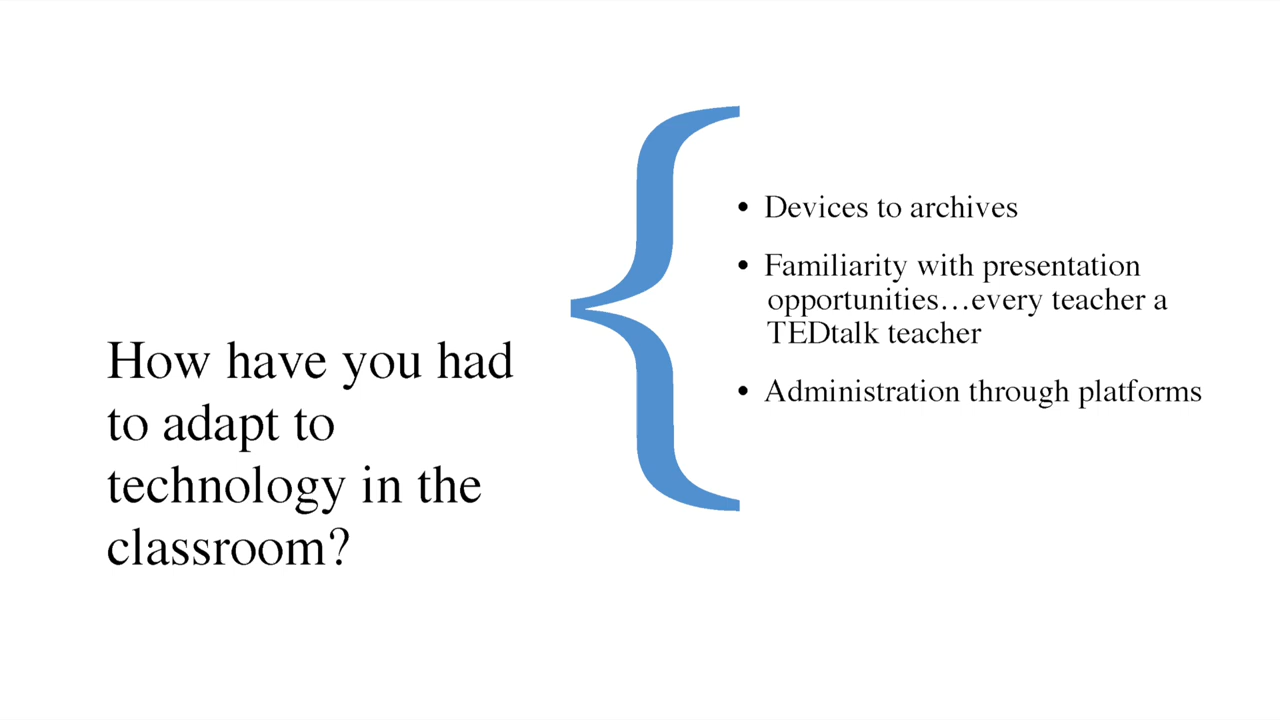 How have you had
to adapt to
technology in the
classroom?
• Devices to archives
• Familiarity with presentation
opportunities…every teacher a
TEDtalk teacher
• Administration through platforms